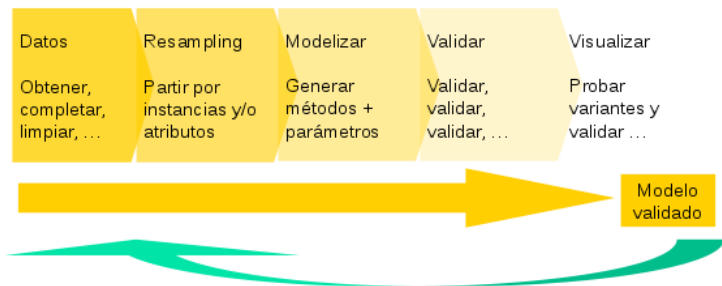 Datos
Obtener,
completar,
limpiar, ...
Resampling
Partir por
instancias y/o
atributos
Modelizar
Generar
métodos +
parámetros
Validar
Validar,
validar,
validar, ...
Visualizar
Probar
variantes y
validar ...
Modelo
validado